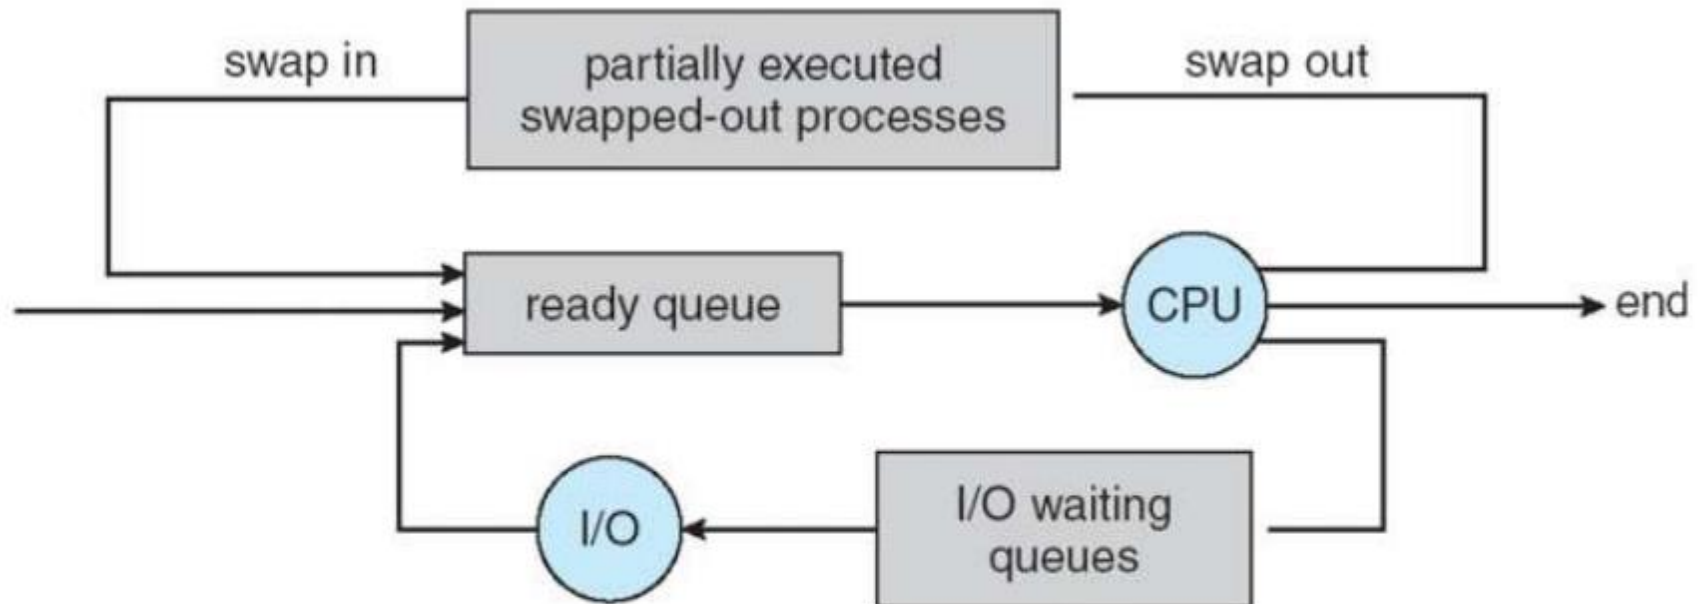 swap in
partially executed
swapped-out processes
swap out
ready queue
CPU
end
I/O
I/O waiting
queues